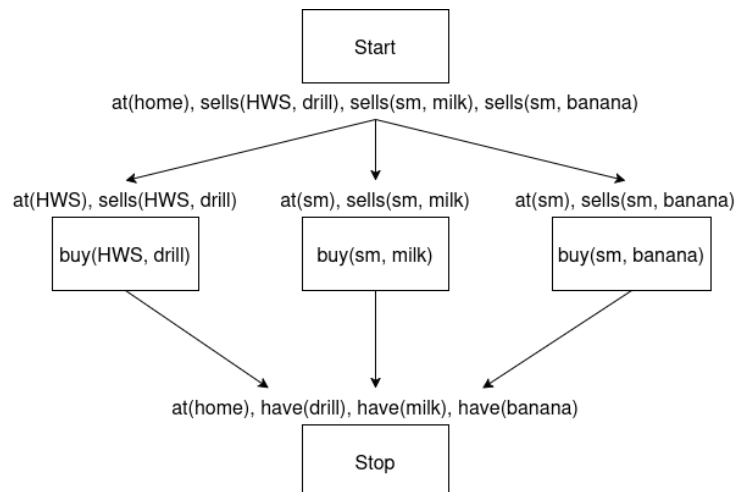 Start
at(home), sells(HWS, drill), sells(sm, milk), sells(sm, banana)
at(HWS), sells(HWS, drill)
at(sm), sells(sm, milk)
at(sm), sells(sm, banana)
buy(HWS, drill)
buy(sm, milk)
buy(sm, banana)
at(home), have(drill), have(milk), have(banana)
Stop